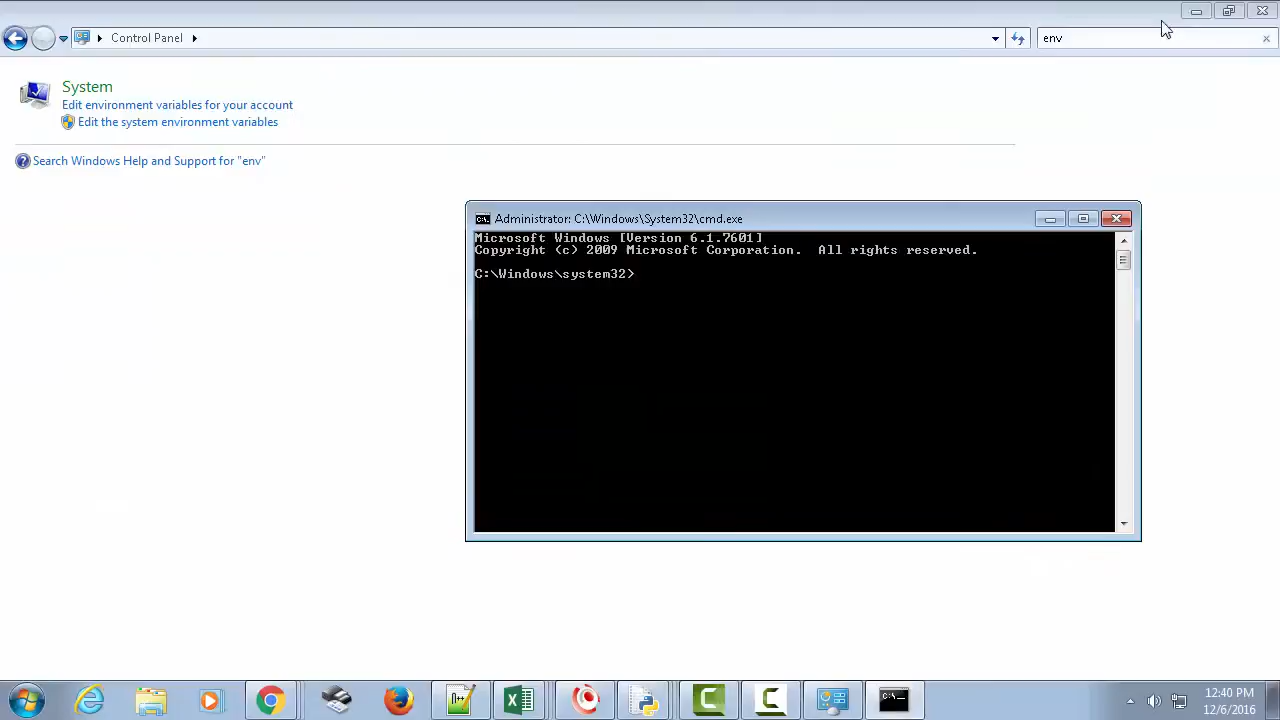 Control Panel
env
System
Edit environment variables for your account
Edit the system environment variables
Search Windows Help and Support for "env"
Administrator: C:\Windows\System32\cmd.exe
Microsoft Windows [Version 6.1.7601]
Copyright (c) 2009 Microsoft Corporation.  All rights reserved.
C:\Windows\system32>
12:40 PM
12/6/2016